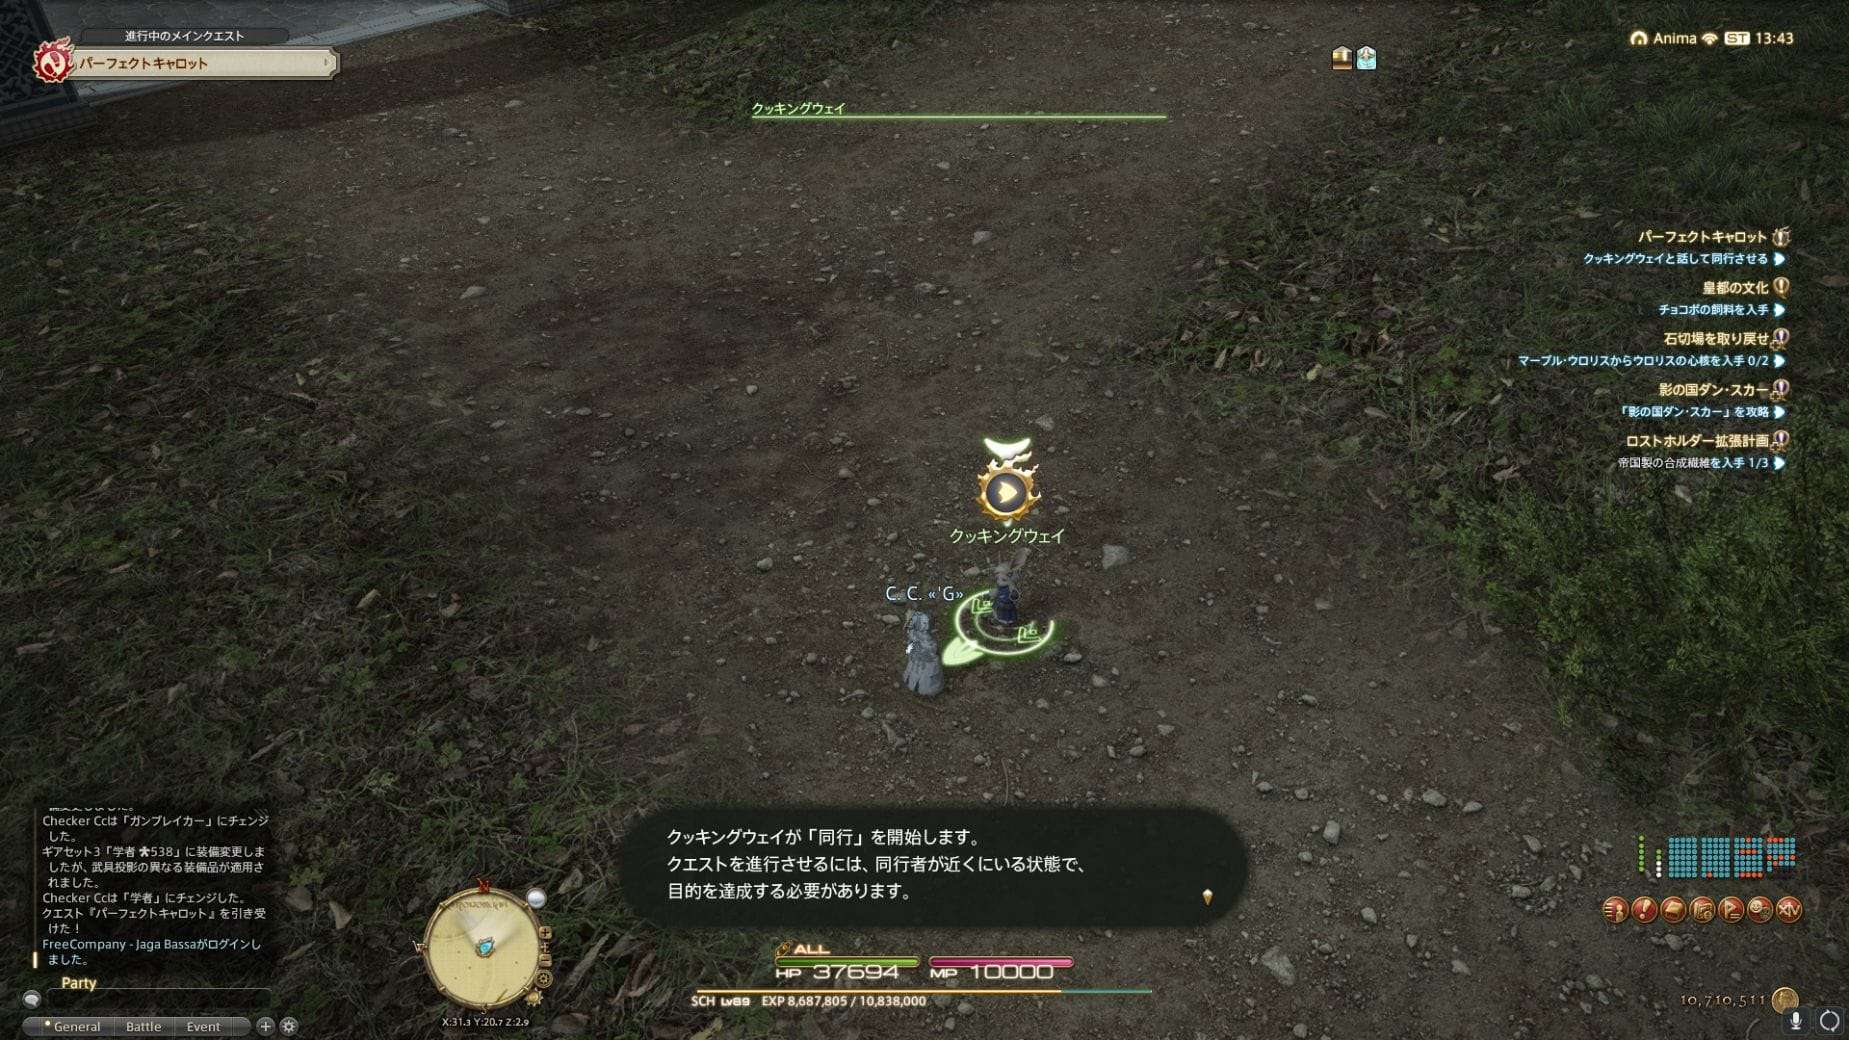 進行中のメインクエスト
パーフェクトキャロット
Anima ST 13:43
クッキングウェイ
パーフェクトキャロット
クッキングウェイと話して同行させる
皇都の文化
チョコボの飼料を入手
石切場を取り戻せ
マーブル・ウロリスからウロリスの心核を入手 0/2
影の国ダン・スカー
「影の国ダン・スカー」を攻略
ロストホルダー拡張計画
帝国製の合成繊維を入手 1/3
クッキングウェイ
C. C. «'G»
クッキングウェイが「同行」を開始します。
クエストを進行させるには、同行者が近くにいる状態で、
目的を達成する必要があります。
Checker Ccは「ガンブレイカー」にチェンジ
した。
ギアセット3「学者 538」に装備変更しま
したが、武具投影の異なる装備品が適用さ
れました。
Checker Ccは「学者」にチェンジした。
クエスト『パーフェクトキャロット』を引き受
けた！
FreeCompany - Jaga Bassaがログインし
ました。
Party
General Battle Event
N
W
X:31.3 Y:20.7 Z:2.9
ALL
HP 37694 MP 10000
SCH Lv89 EXP 8,687,805 / 10,838,000
XIV
10,710,511